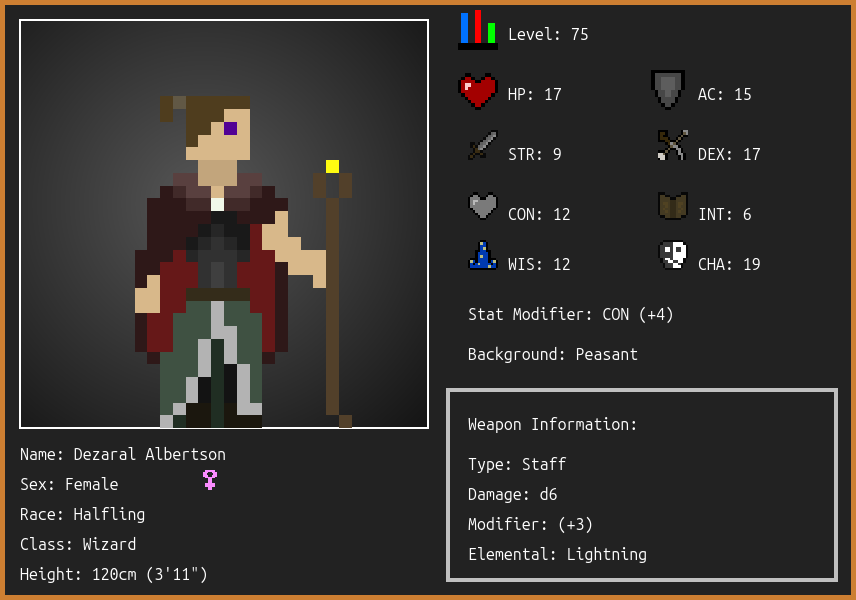 Level: 75
HP: 17
AC: 15
STR: 9
DEX: 17
CON: 12
INT: 6
WIS: 12
CHA: 19
Stat Modifier: CON (+4)
Background: Peasant
Weapon Information:
Type: Staff
Damage: d6
Modifier: (+3)
Elemental: Lightning
Name: Dezaral Albertson
Sex: Female
Race: Halfling
Class: Wizard
Height: 120cm (3'11")